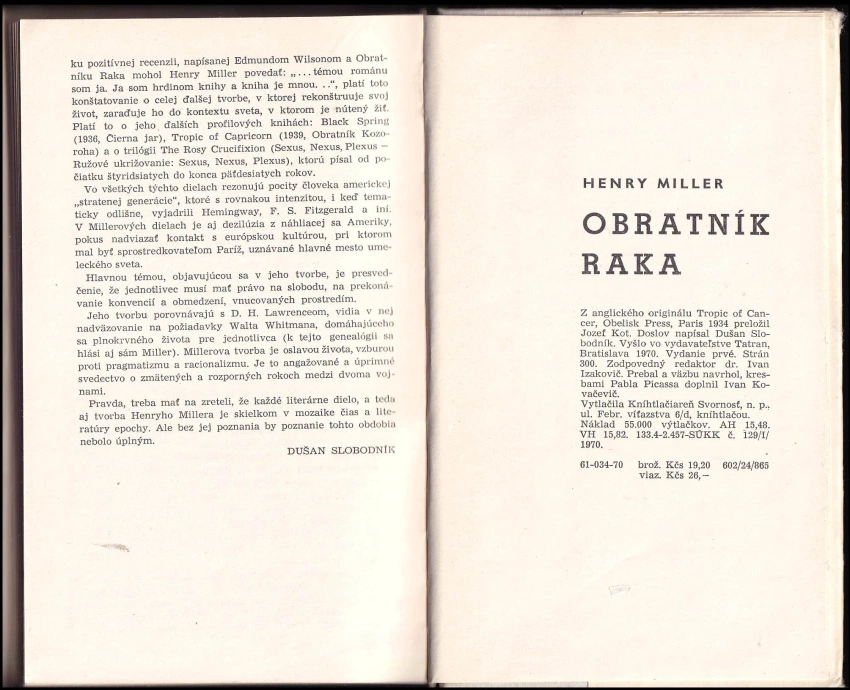 ku pozitívnej recenzii, napísanej Edmundom Wilsonom a Obrat-
níku Raka mohol Henry Miller povedať: „...témou románu
som ja. Ja som hrdinom knihy a kniha je mnou. ..“, platí toto
konštatovanie o celej ďalšej tvorbe, v ktorej rekonštruuje svoj
život, zaraďuje ho do kontextu sveta, v ktorom je nútený žiť.
Platí to o jeho ďalších profilových knihách: Black Spring
(1936, Čierna jar), Tropic of Capricorn (1939, Obratník Kozo-
roha) a o trilógii The Rosy Crucifixion (Sexus, Nexus, Plexus —
Ružové ukrižovanie: Sexus, Nexus, Plexus), ktorú písal od po-
čiatku štyridsiatych do konca päťdesiatych rokov.
Vo všetkých týchto dielach rezonujú pocity človeka americkej
„stratenej generácie“, ktoré s rovnakou intenzitou, i keď tema-
ticky odlišne, vyjadrili Hemingway, F. S. Fitzgerald a iní.
V Millerových dielach je aj dezilúzia z náhliacej sa Ameriky,
pokus nadviazať kontakt s európskou kultúrou, pri ktorom
mal byť sprostredkovateľom Paríž, uznávané hlavné mesto ume-
leckého sveta.
Hlavnou témou, objavujúcou sa v jeho tvorbe, je presved-
čenie, že jednotlivec musí mať právo na slobodu, na prekoná-
vanie konvencií a obmedzení, vnucovaných prostredím.
Jeho tvorbu porovnávajú s D. H. Lawrenceom, vidia v nej
nadväzovanie na požiadavky Walta Whitmana, domáhajúceho
sa plnokrvného života pre jednotlivca (k tejto genealógii sa
hlási aj sám Miller). Millerova tvorba je oslavou života, vzburou
proti pragmatizmu a racionalizmu. Je to angažované a úprimné
svedectvo o zmätených a rozporných rokoch medzi dvoma voj-
nami.
Pravda, treba mať na zreteli, že každé literárne dielo, a teda
aj tvorba Henryho Millera je skielkom v mozaike čias a lite-
ratúry epochy. Ale bez jej poznania by poznanie tohto obdobia
nebolo úplným.
DUŠAN SLOBODNÍK
HENRY MILLER
OBRATNÍK
RAKA
Z anglického originálu Tropic of Can-
cer, Obelisk Press, Paris 1934 preložil
Jozef Kot. Doslov napísal Dušan Slo-
bodník. Vyšlo vo vydavateľstve Tatran,
Bratislava 1970. Vydanie prvé. Strán
300. Zodpovedný redaktor dr. Ivan
Izakovič. Prebal a väzbu navrhol, kres-
bami Pabla Picassa doplnil Ivan Ko-
vačevič.
Vytlačila Kníhtlačiareň Svornosť, n. p.,
ul. Febr. víťazstva 6/d, kníhtlačou.
Náklad 55.000 výtlačkov. AH 15,48.
VH 15,82. 133.4-2.457-SÚKK č. 129/I/
1970.
61-034-70 brož. Kčs 19,20 602/24/865
viaz. Kčs 26,—